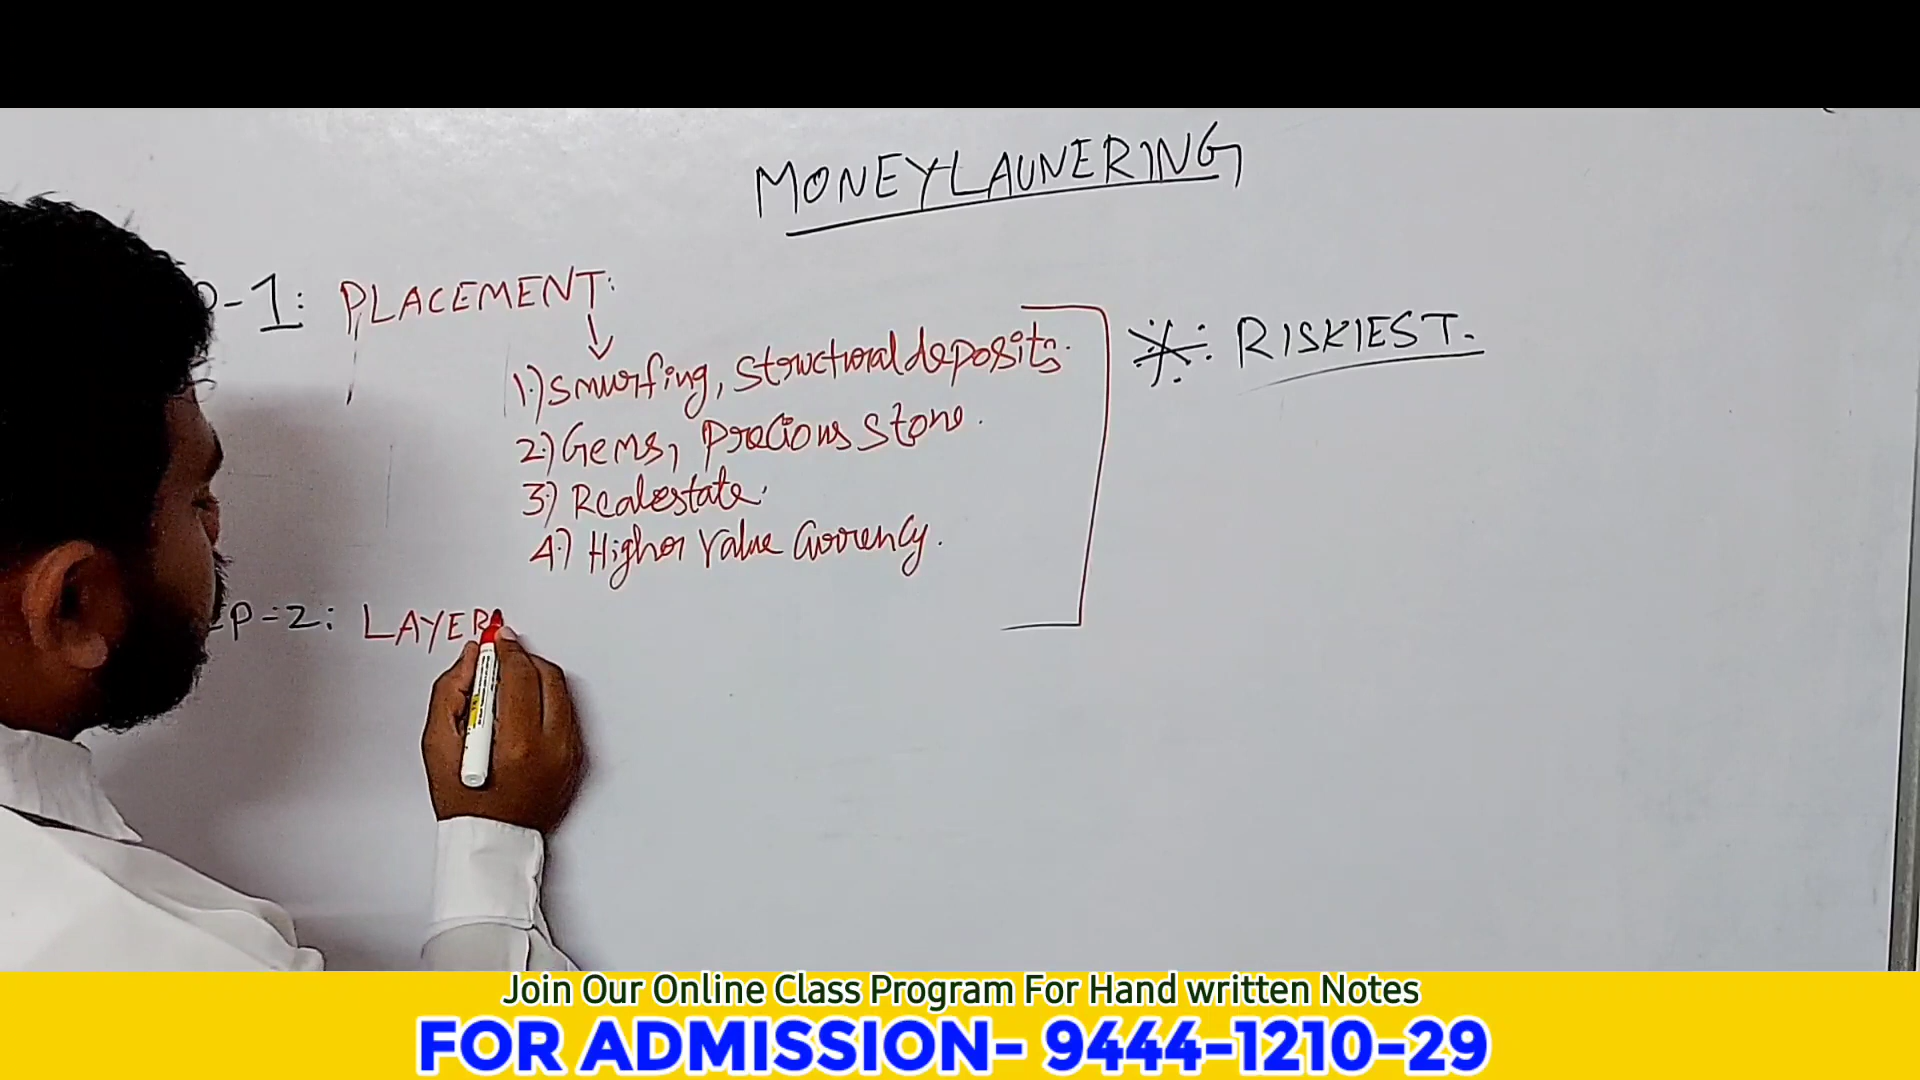 MONEYLAUNERING
P-1: PLACEMENT:
1.) Smurfing, Structural deposits.
2.) Gems, Precious Stone.
3.) Realestate.
4.) Higher Value Currency.
※: RISKIEST.
EP-2: LAYER
Join Our Online Class Program For Hand written Notes
FOR ADMISSION- 9444-1210-29